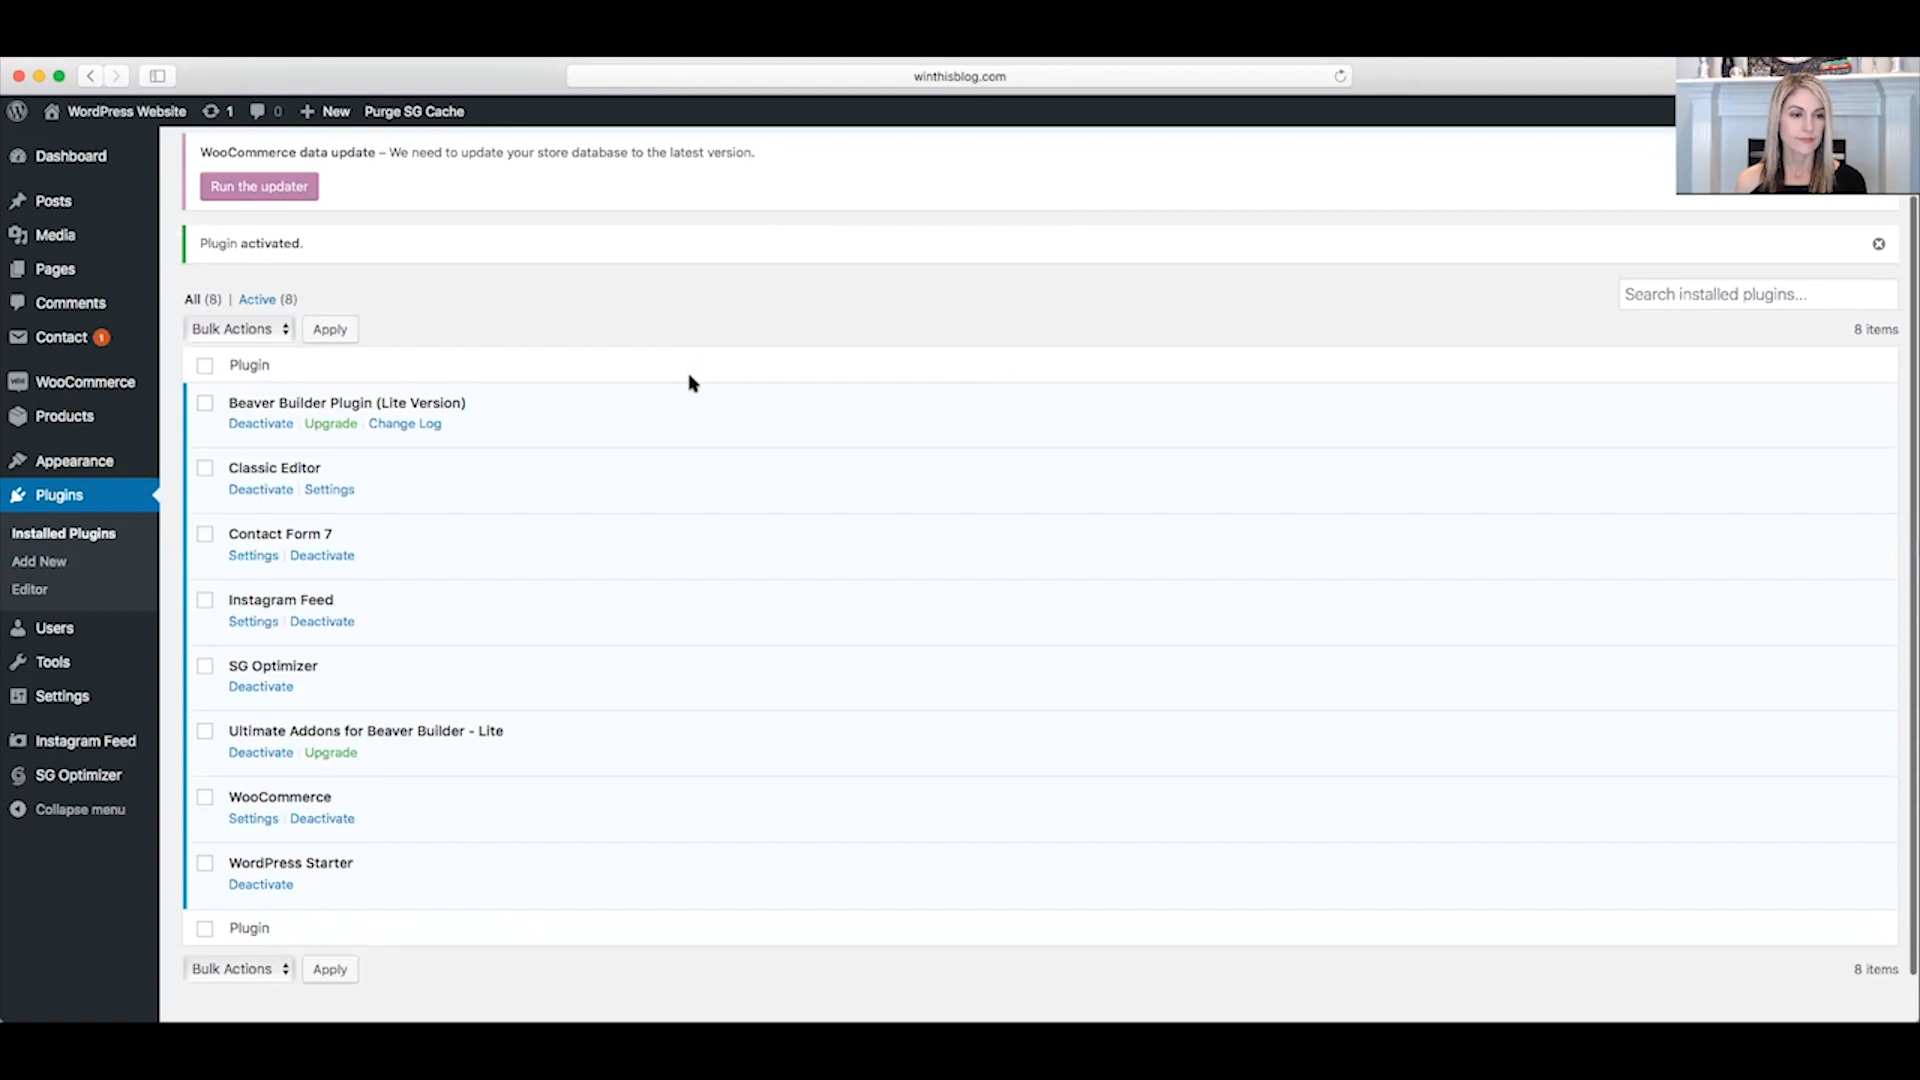 winthisblog.com
WordPress Website 1 0 New Purge SG Cache
Dashboard
Posts
Media
Pages
Comments
Contact 1
WooCommerce
Products
Appearance
Plugins
Installed Plugins
Add New
Editor
Users
Tools
Settings
Instagram Feed
SG Optimizer
Collapse menu
WooCommerce data update – We need to update your store database to the latest version.
Run the updater
Plugin activated.
All (8) | Active (8)
Search installed plugins...
Bulk Actions Apply
8 items
Plugin
Beaver Builder Plugin (Lite Version)
Deactivate | Upgrade | Change Log
Classic Editor
Deactivate | Settings
Contact Form 7
Settings | Deactivate
Instagram Feed
Settings | Deactivate
SG Optimizer
Deactivate
Ultimate Addons for Beaver Builder - Lite
Deactivate | Upgrade
WooCommerce
Settings | Deactivate
WordPress Starter
Deactivate
Plugin
Bulk Actions Apply
8 items